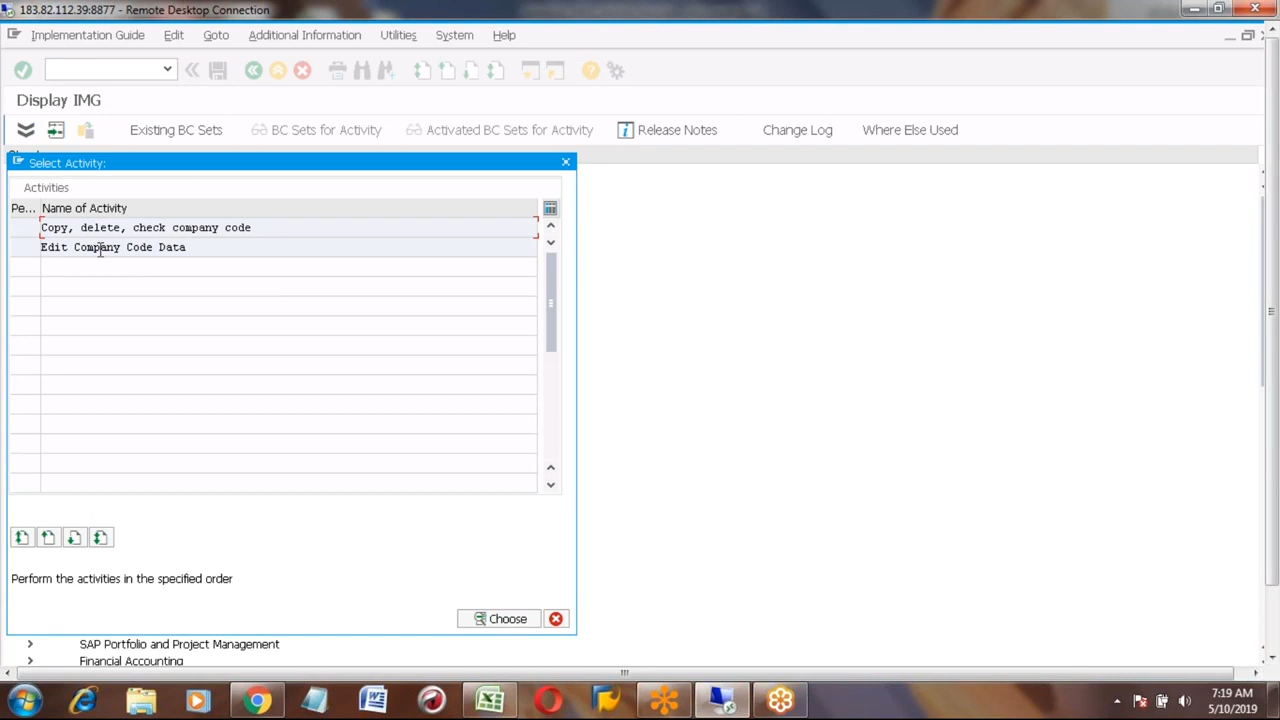 183.82.112.39:8877 - Remote Desktop Connection
Implementation Guide Edit Goto Additional Information Utilities System Help
Display IMG
Existing BC Sets BC Sets for Activity Activated BC Sets for Activity Release Notes Change Log Where Else Used
Select Activity:
Activities
Pe... Name of Activity
Copy, delete, check company code
Edit Company Code Data
Perform the activities in the specified order
Choose
SAP Portfolio and Project Management
Financial Accounting
7:19 AM
5/10/2019